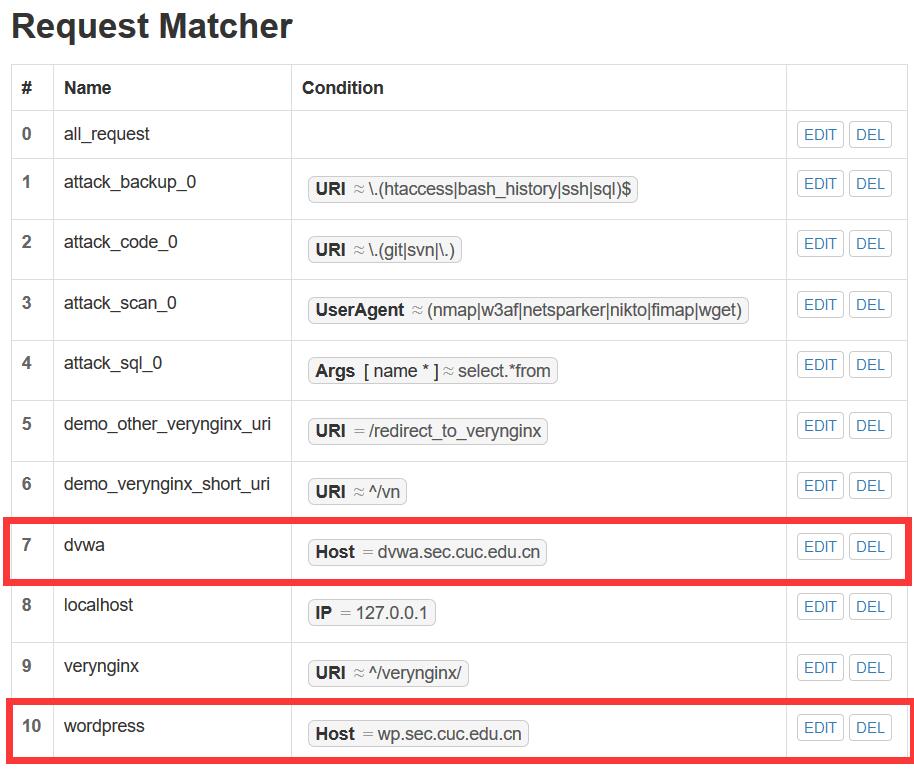 Request Matcher
# Name Condition
0 all_request EDIT DEL
1 attack_backup_0 URI ≈ \.(htaccess|bash_history|ssh|sql)$ EDIT DEL
2 attack_code_0 URI ≈ \.(git|svn|\.) EDIT DEL
3 attack_scan_0 UserAgent ≈ (nmap|w3af|netsparker|nikto|fimap|wget) EDIT DEL
4 attack_sql_0 Args [ name * ] ≈ select.*from EDIT DEL
5 demo_other_verynginx_uri URI = /redirect_to_verynginx EDIT DEL
6 demo_verynginx_short_uri URI ≈ ^/vn EDIT DEL
7 dvwa Host = dvwa.sec.cuc.edu.cn EDIT DEL
8 localhost IP = 127.0.0.1 EDIT DEL
9 verynginx URI ≈ ^/verynginx/ EDIT DEL
10 wordpress Host = wp.sec.cuc.edu.cn EDIT DEL